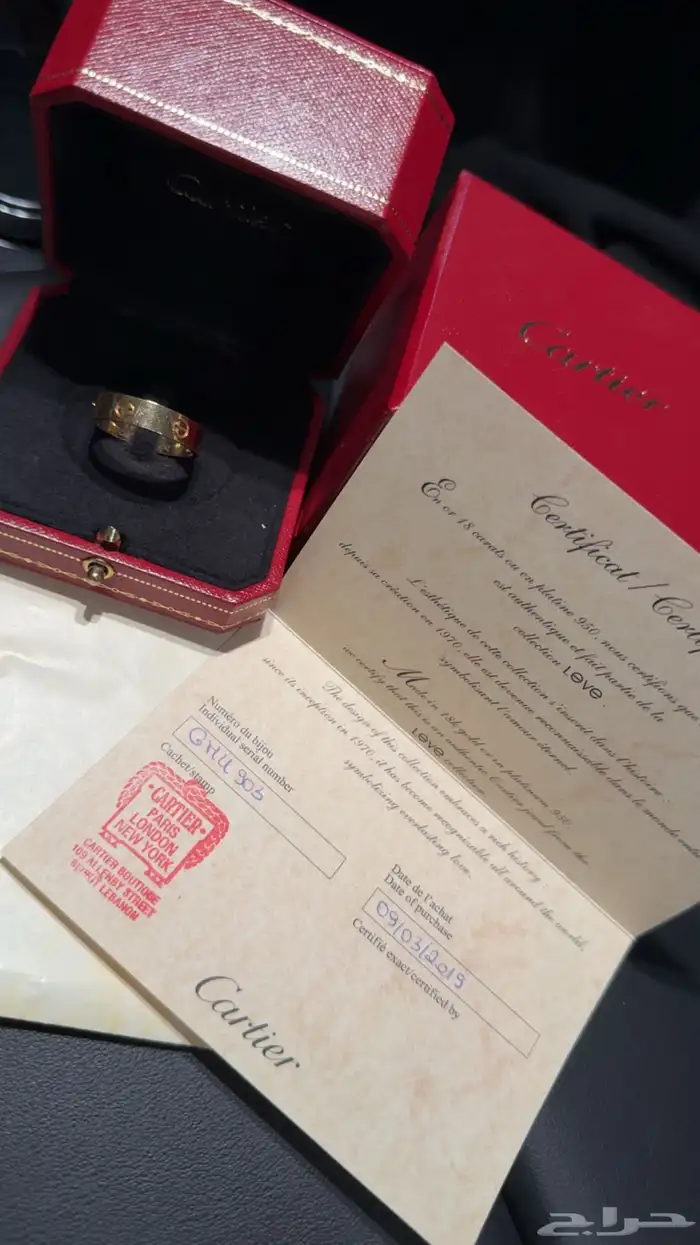 Cartier
Cartier
Certificat /
En or 18 carats ou en platine 950, nous certifions que
est authentique et fait partie de la
collection LOVE.
L'esthétique de cette collection s'inscrit dans l'histoire.
depuis sa création en 1970, elle est devenue reconnaissable dans le monde
symbolisant l'amour éternel.
Made in 18k gold or in platinum 950,
we certify that this is an authentic Cartier jewel from the
LOVE collection.
The design of this collection embraces a rich history
since its inception in 1970, it has become recognisable all around the world,
symbolizing everlasting love.
Numéro du bijou
Individual serial number
Cachet/stamp
CARTIER
PARIS
LONDON
NEW YORK
CARTIER BOUTIQUE
109 ALLENBY STREET
BEIRUT LEBANON
Date de l'achat
Date of purchase
09/03/2019
Certifié exact/certified by
Cartier
حراج